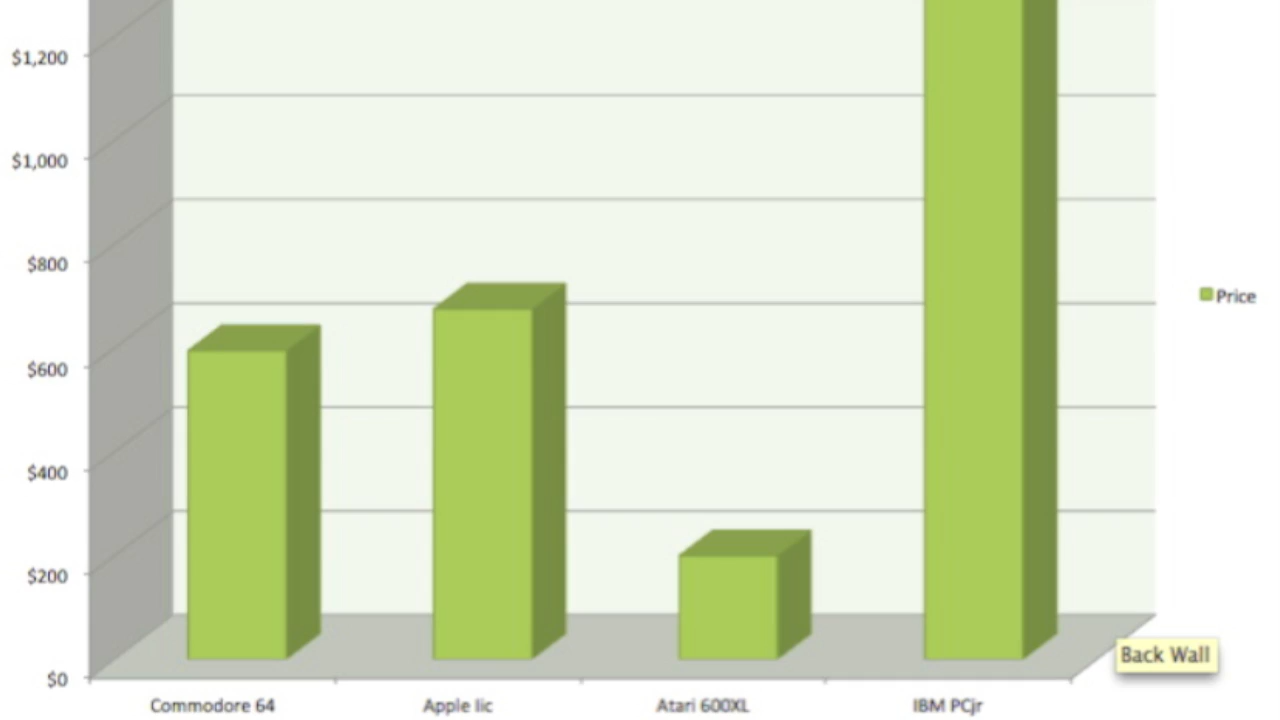 $1,200
$1,000
$800
$600
$400
$200
$0
Commodore 64
Apple IIc
Atari 600XL
IBM PCjr
Price
Back Wall